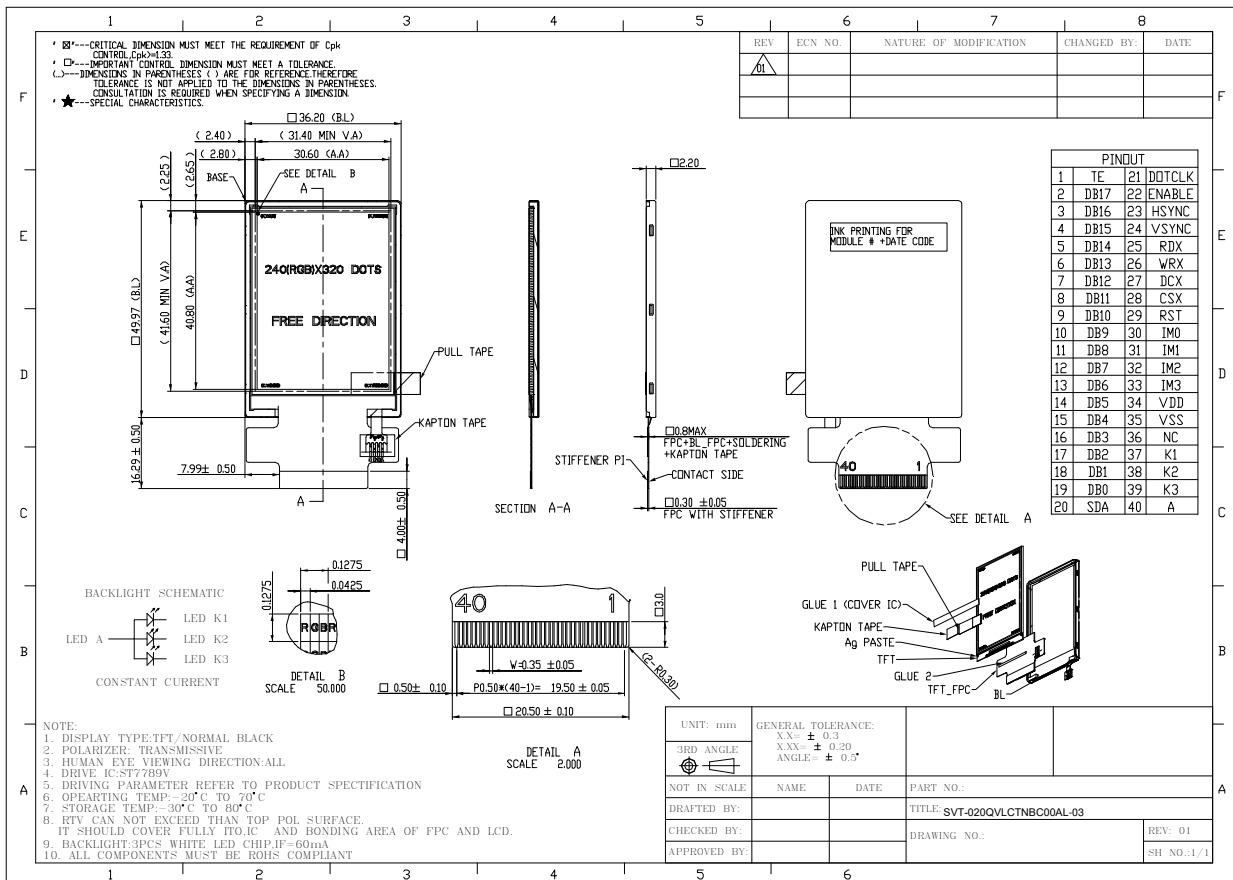 1 2 3 4 5 6 7 8
' ☒'---CRITICAL DIMENSION MUST MEET THE REQUIREMENT OF Cpk
CONTROL,Cpk>=1.33.
' □'---IMPORTANT CONTROL DIMENSION MUST MEET A TOLERANCE.
(...)---DIMENSIONS IN PARENTHESES ( ) ARE FOR REFERENCE.THEREFORE
TOLERANCE IS NOT APPLIED TO THE DIMENSIONS IN PARENTHESES.
CONSULTATION IS REQUIRED WHEN SPECIFYING A DIMENSION.
' ★'---SPECIAL CHARACTERISTICS.
REV ECN NO. NATURE OF MODIFICATION CHANGED BY: DATE
01
F F
E E
D D
C C
B B
A A
□36.20 (B.L)
( 2.40 ) (31.40 MIN V.A)
( 2.80 ) 30.60 (A.A)
( 2.25 )
( 2.65 )
BASE
SEE DETAIL B
A
□49.97 (B.L)
( 41.60 MIN V.A)
40.80 (A.A)
240(RGB)X320 DOTS
FREE DIRECTION
PULL TAPE
KAPTON TAPE
16.29 ± 0.50
7.99± 0.50
□ 4.00± 0.50
A
SECTION A-A
□2.20
□0.8MAX
FPC+BL_FPC+SOLDERING
+KAPTON TAPE
STIFFENER PI
CONTACT SIDE
□0.30 ±0.05
FPC WITH STIFFENER
INK PRINTING FOR
MODULE # +DATE CODE
40 1
SEE DETAIL A
PINOUT
1 TE 21 DOTCLK
2 DB17 22 ENABLE
3 DB16 23 HSYNC
4 DB15 24 VSYNC
5 DB14 25 RDX
6 DB13 26 WRX
7 DB12 27 DCX
8 DB11 28 CSX
9 DB10 29 RST
10 DB9 30 IM0
11 DB8 31 IM1
12 DB7 32 IM2
13 DB6 33 IM3
14 DB5 34 VDD
15 DB4 35 VSS
16 DB3 36 NC
17 DB2 37 K1
18 DB1 38 K2
19 DB0 39 K3
20 SDA 40 A
BACKLIGHT SCHEMATIC
LED A
LED K1
LED K2
LED K3
CONSTANT CURRENT
0.1275
0.0425
0.1275
R G B R
DETAIL B
SCALE 50.000
40 1
□3.0
W=0.35 ±0.05
(2-R0.30)
□ 0.50± 0.10
P0.50*(40-1)= 19.50 ± 0.05
□ 20.50 ± 0.10
DETAIL A
SCALE 2.000
PULL TAPE
GLUE 1 (COVER IC)
KAPTON TAPE
Ag PASTE
TFT
GLUE 2
TFT_FPC
BL
240(RGB)X320 DOTS
FREE DIRECTION
NOTE:
1. DISPLAY TYPE:TFT/NORMAL BLACK
2. POLARIZER: TRANSMISSIVE
3. HUMAN EYE VIEWING DIRECTION:ALL
4. DRIVE IC:ST7789V
5. DRIVING PARAMETER REFER TO PRODUCT SPECIFICATION
6. OPEARTING TEMP:-20°C TO 70°C
7. STORAGE TEMP:-30°C TO 80°C
8. RTV CAN NOT EXCEED THAN TOP POL SURFACE.
IT SHOULD COVER FULLY ITO,IC AND BONDING AREA OF FPC AND LCD.
9. BACKLIGHT:3PCS WHITE LED CHIP,IF=60mA
10. ALL COMPONENTS MUST BE ROHS COMPLIANT
UNIT: mm
GENERAL TOLERANCE:
X.X= ± 0.3
X.XX= ± 0.20
ANGLE= ± 0.5°
3RD ANGLE
NOT IN SCALE NAME DATE PART NO.:
DRAFTED BY: TITLE: SVT-020QVLCTNBC00AL-03
CHECKED BY: DRAWING NO.: REV: 01
APPROVED BY: SH NO.:1/1
1 2 3 4 5 6